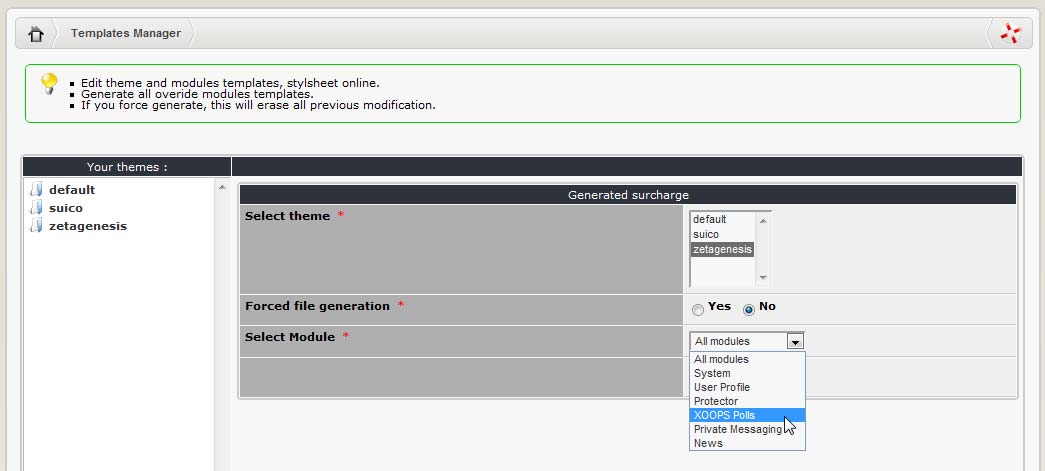 Templates Manager
Edit theme and modules templates, stylsheet online.
Generate all overide modules templates.
If you force generate, this will erase all previous modification.
Your themes :
default
suico
zetagenesis
Generated surcharge
Select theme *
default
suico
zetagenesis
Forced file generation *
Yes No
Select Module *
All modules
All modules
System
User Profile
Protector
XOOPS Polls
Private Messaging
News